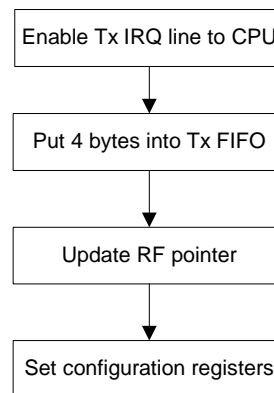 Enable Tx IRQ line to CPU
Put 4 bytes into Tx FIFO
Update RF pointer
Set configuration registers